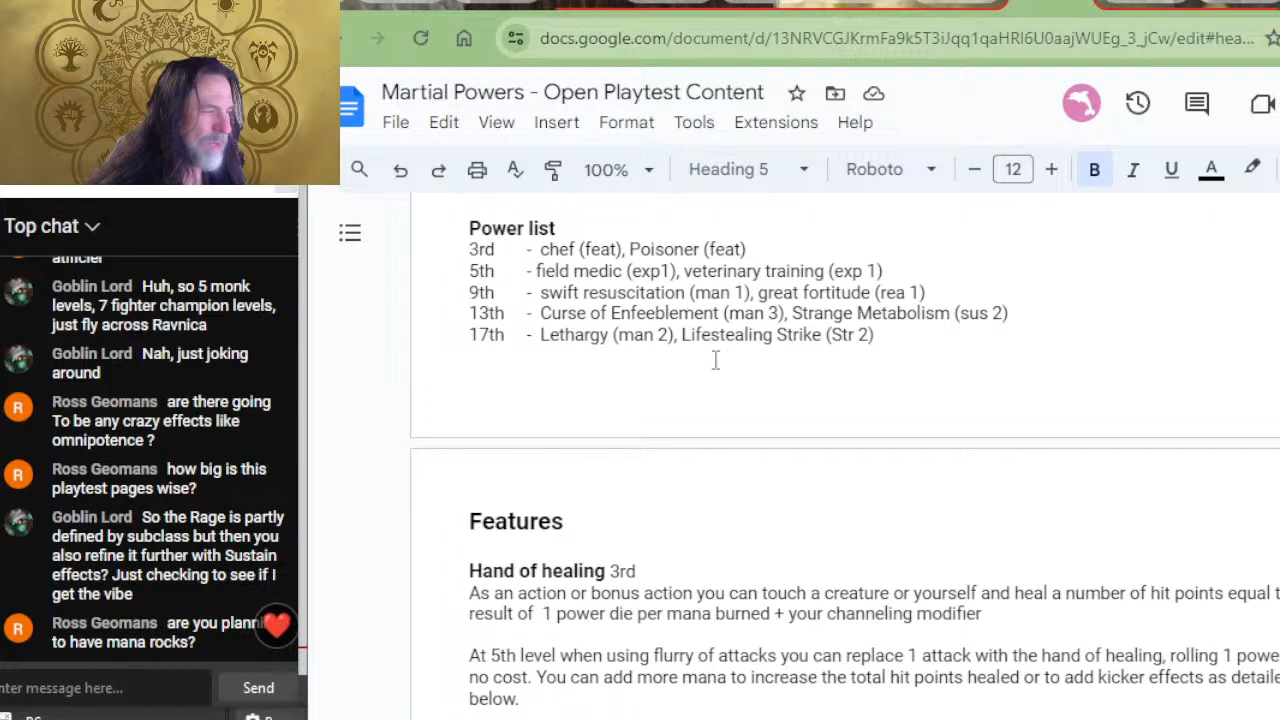 docs.google.com/document/d/13NRVCGJKrmFa9k5T3iJqq1qaHRl6U0aajWUEg_3_jCw/edit#hea...
Martial Powers - Open Playtest Content
File Edit View Insert Format Tools Extensions Help
100% Heading 5 Roboto 12 B I U A
Top chat
Goblin Lord Huh, so 5 monk
levels, 7 fighter champion levels,
just fly across Ravnica
Goblin Lord Nah, just joking
around
Ross Geomans are there going
To be any crazy effects like
omnipotence ?
Ross Geomans how big is this
playtest pages wise?
Goblin Lord So the Rage is partly
defined by subclass but then you
also refine it further with Sustain
effects? Just checking to see if I
get the vibe
Ross Geomans are you planni
to have mana rocks?
nter message here... Send
Power list
3rd - chef (feat), Poisoner (feat)
5th - field medic (exp1), veterinary training (exp 1)
9th - swift resuscitation (man 1), great fortitude (rea 1)
13th - Curse of Enfeeblement (man 3), Strange Metabolism (sus 2)
17th - Lethargy (man 2), Lifestealing Strike (Str 2)
Features
Hand of healing 3rd
As an action or bonus action you can touch a creature or yourself and heal a number of hit points equal t
result of 1 power die per mana burned + your channeling modifier
At 5th level when using flurry of attacks you can replace 1 attack with the hand of healing, rolling 1 powe
no cost. You can add more mana to increase the total hit points healed or to add kicker effects as detaile
below.